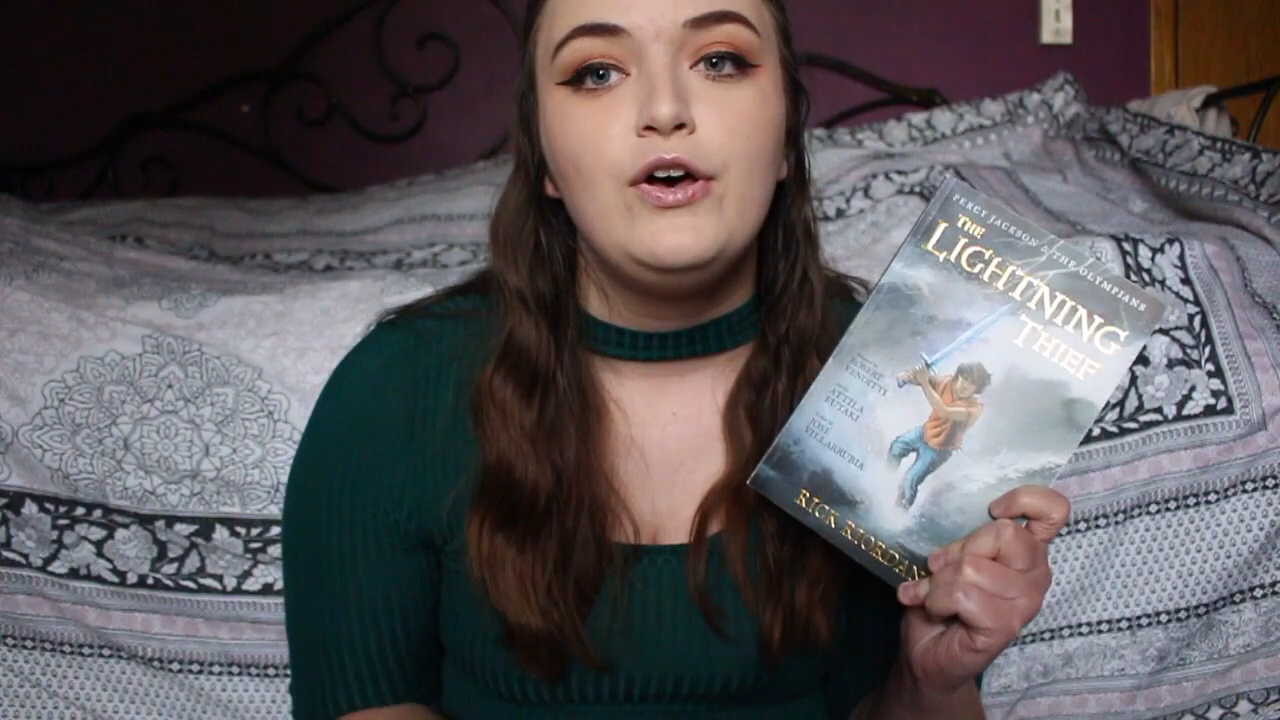 PERCY JACKSON & THE OLYMPIANS
THE
LIGHTNING
THIEF
ROBERT
VENDITTI
ATTILA
FUTAKI
JOSÉ
VILLARRUBIA
RICK RIORDAN